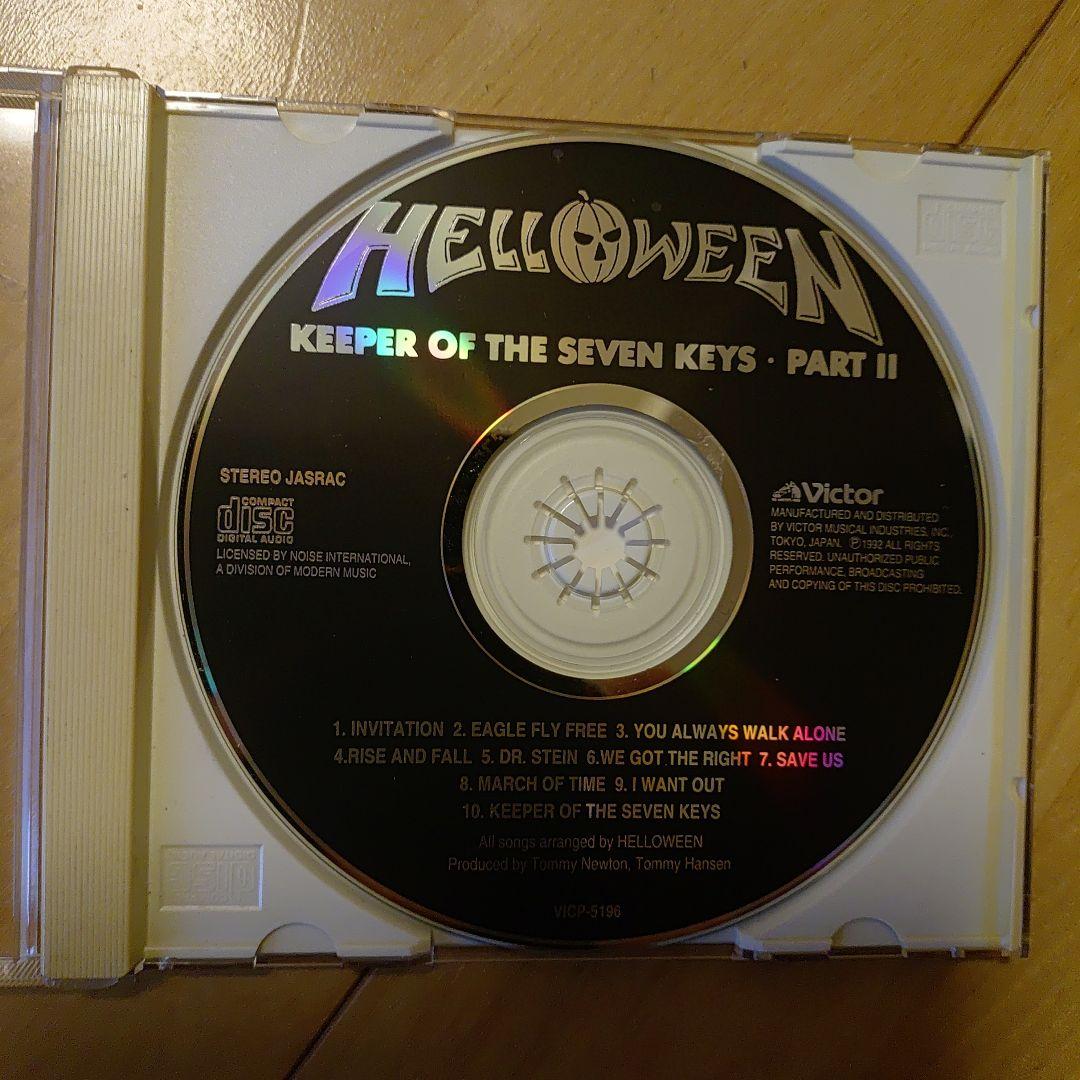 HELLOWEEN
KEEPER OF THE SEVEN KEYS · PART II
STEREO JASRAC
COMPACT
disc
DIGITAL AUDIO
LICENSED BY NOISE INTERNATIONAL,
A DIVISION OF MODERN MUSIC
Victor
MANUFACTURED AND DISTRIBUTED
BY VICTOR MUSICAL INDUSTRIES, INC.,
TOKYO, JAPAN. ℗1992 ALL RIGHTS
RESERVED. UNAUTHORIZED PUBLIC
PERFORMANCE, BROADCASTING
AND COPYING OF THIS DISC PROHIBITED.
1. INVITATION 2. EAGLE FLY FREE 3. YOU ALWAYS WALK ALONE
4.RISE AND FALL 5. DR. STEIN 6.WE GOT THE RIGHT 7. SAVE US
8. MARCH OF TIME 9. I WANT OUT
10. KEEPER OF THE SEVEN KEYS
All songs arranged by HELLOWEEN
Produced by Tommy Newton, Tommy Hansen
VICP-5196